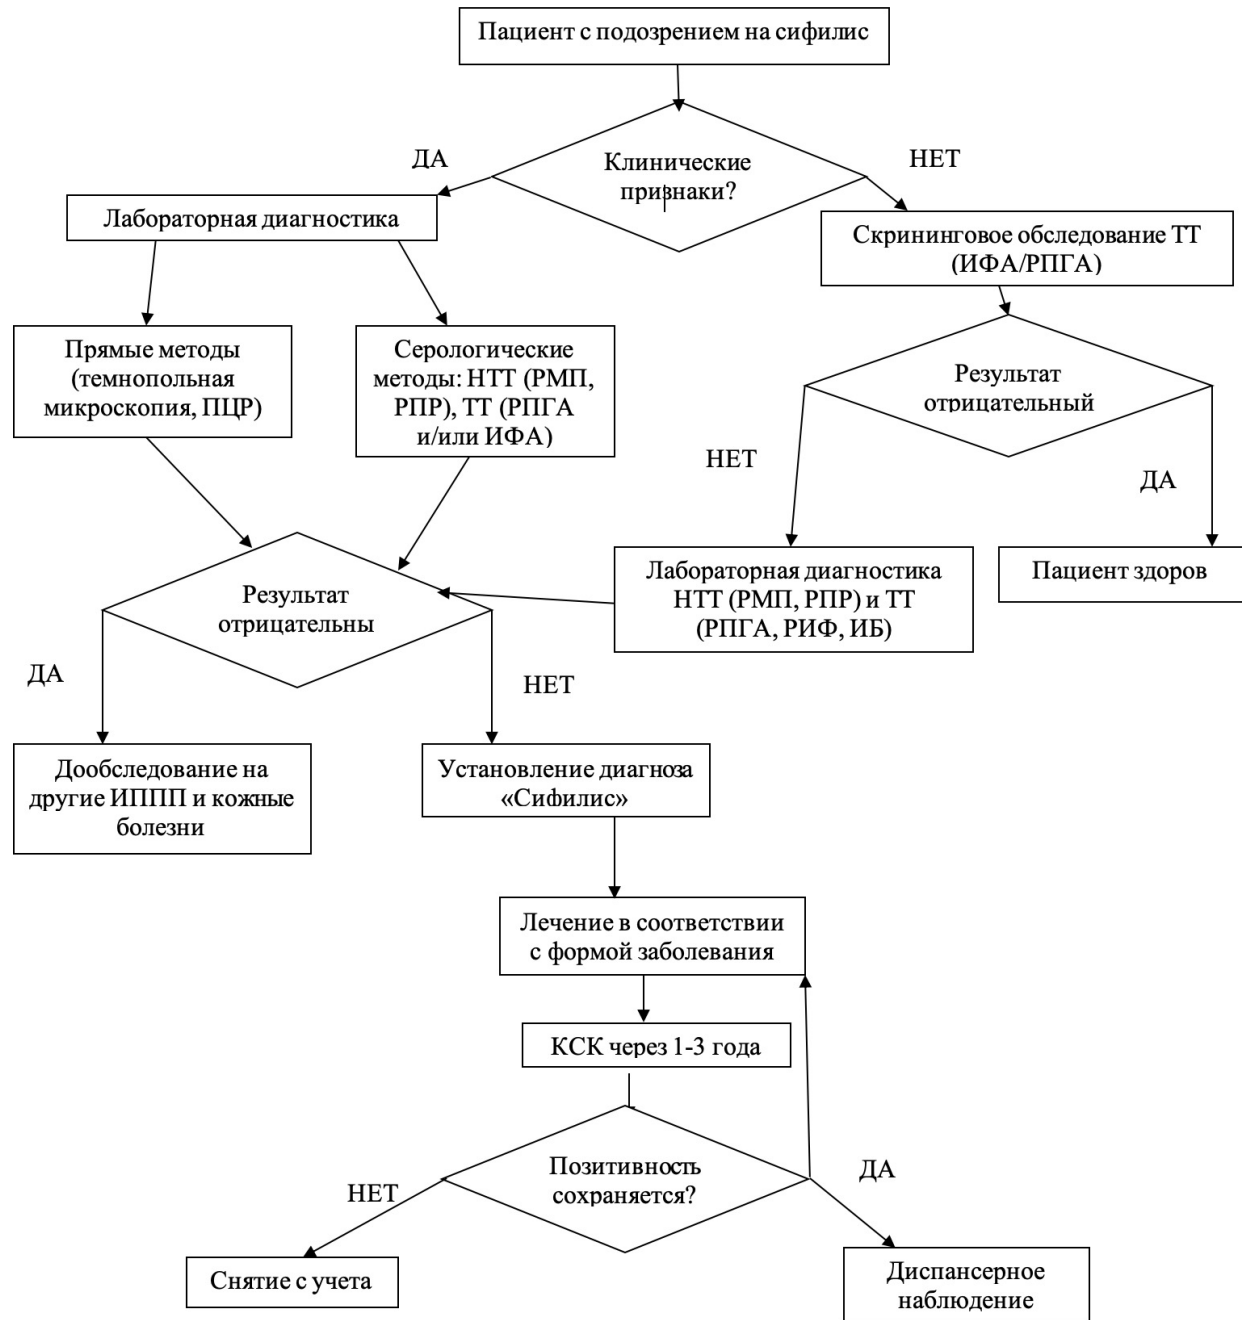 Пациент с подозрением на сифилис
ДА
Клинические
признаки?
НЕТ
Лабораторная диагностика
Скрининговое обследование ТТ
(ИФА/РПГА)
Прямые методы
(темнопольная
микроскопия, ПЦР)
Серологические
методы: НТТ (РМП,
РПР), ТТ (РПГА
и/или ИФА)
Результат
отрицательный
НЕТ
ДА
Лабораторная диагностика
НТТ (РМП, РПР) и ТТ
(РПГА, РИФ, ИБ)
Пациент здоров
Результат
отрицательны
ДА
НЕТ
Дообследование на
другие ИППП и кожные
болезни
Установление диагноза
«Сифилис»
Лечение в соответствии
с формой заболевания
КСК через 1-3 года
Позитивность
сохраняется?
НЕТ
ДА
Снятие с учета
Диспансерное
наблюдение